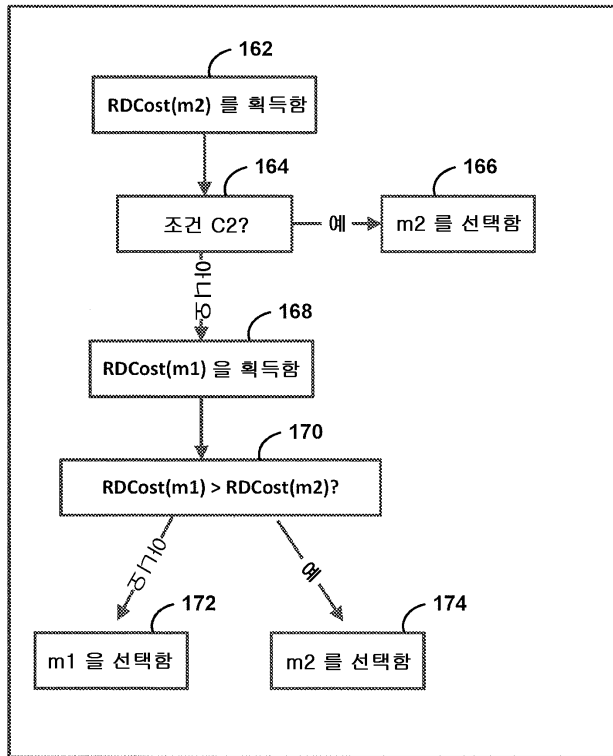 162
RDCost(m2) 를 획득함
164
조건 C2?
예
166
m2 를 선택함
아니오
168
RDCost(m1) 을 획득함
170
RDCost(m1) > RDCost(m2)?
아니오
예
172
m1 을 선택함
174
m2 를 선택함